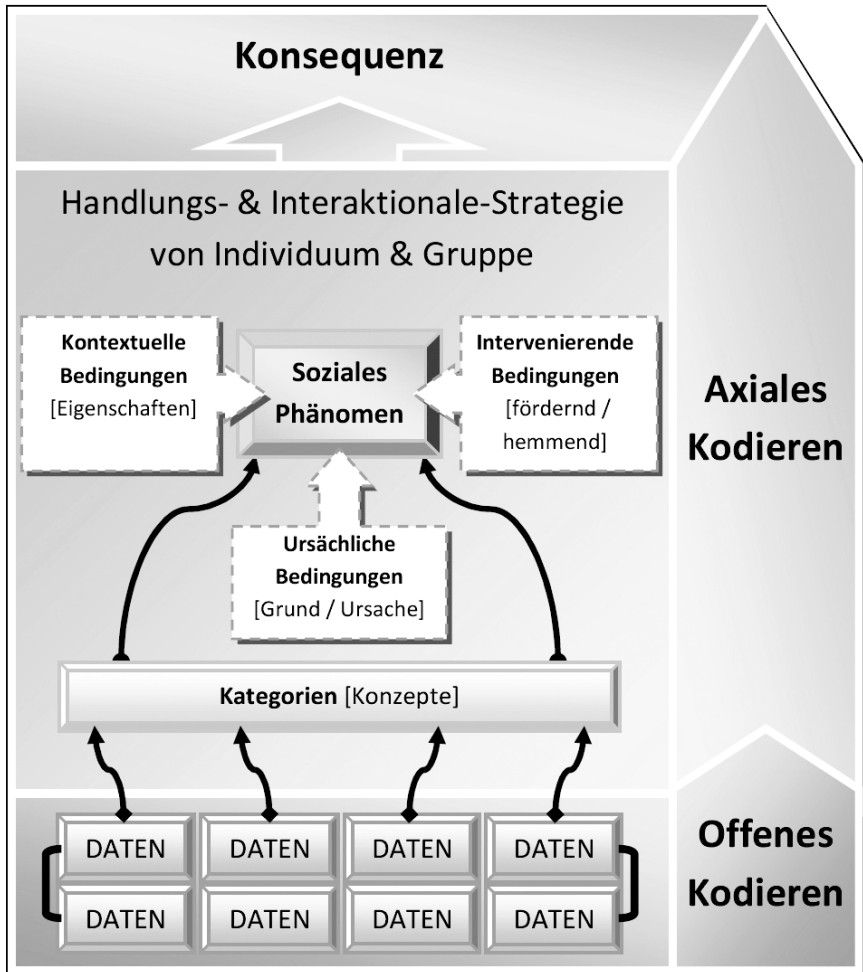 Konsequenz
Handlungs- & Interaktionale-Strategie
von Individuum & Gruppe
Kontextuelle
Bedingungen
[Eigenschaften]
Soziales
Phänomen
Intervenierende
Bedingungen
[fördernd /
hemmend]
Axiales
Kodieren
Ursächliche
Bedingungen
[Grund / Ursache]
Kategorien [Konzepte]
DATEN DATEN DATEN DATEN
DATEN DATEN DATEN DATEN
Offenes
Kodieren